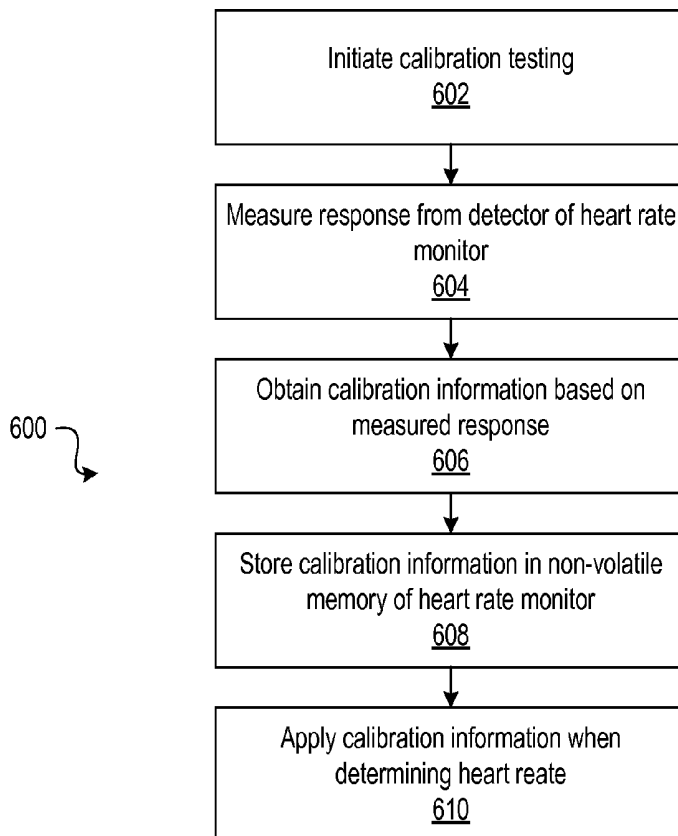 Initiate calibration testing
602
Measure response from detector of heart rate
monitor
604
Obtain calibration information based on
measured response
606
600
Store calibration information in non-volatile
memory of heart rate monitor
608
Apply calibration information when
determining heart reate
610